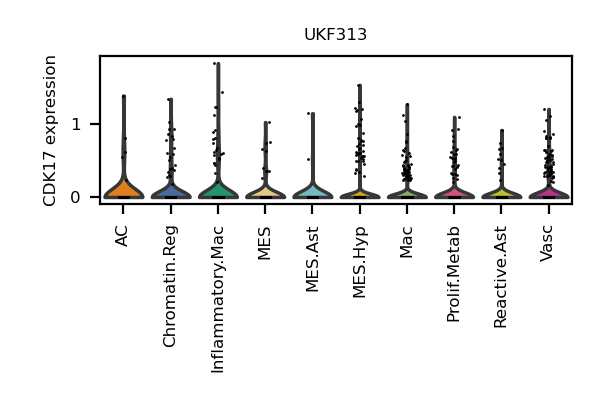 UKF313
CDK17 expression
1
0
AC
Chromatin.Reg
Inflammatory.Mac
MES
MES.Ast
MES.Hyp
Mac
Prolif.Metab
Reactive.Ast
Vasc